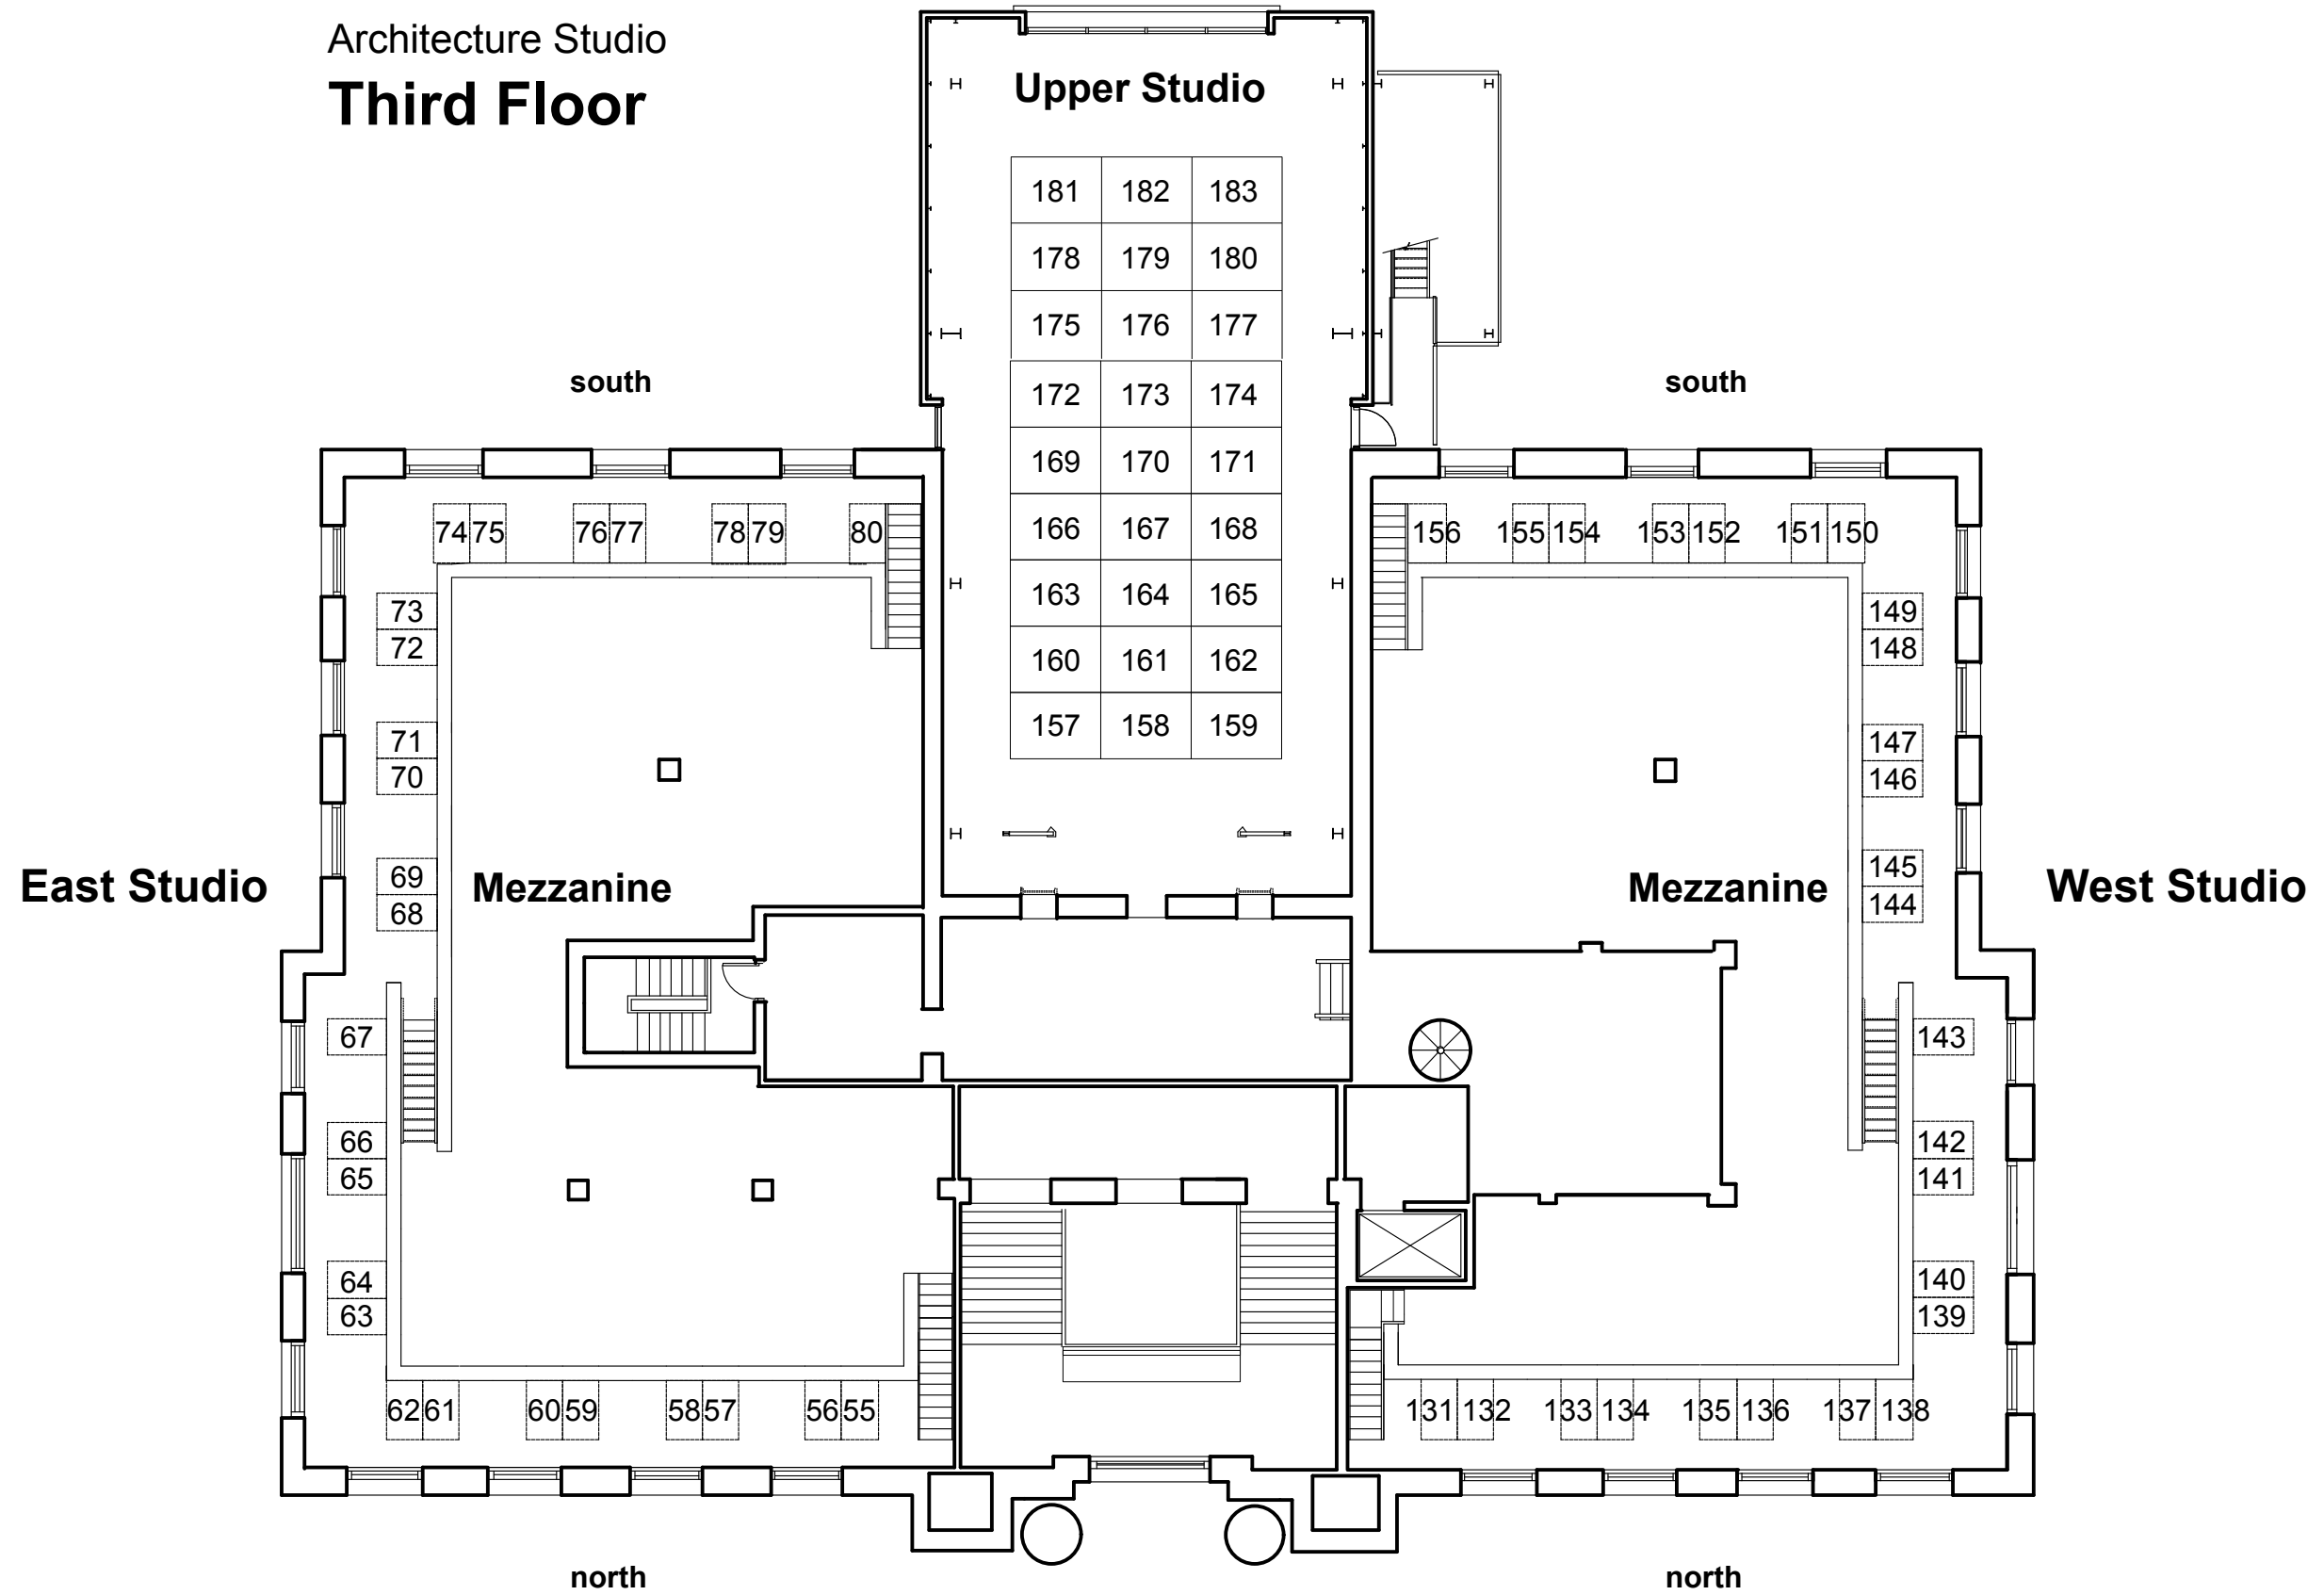 Architecture Studio
Third Floor
Upper Studio
181 182 183
178 179 180
175 176 177
172 173 174
169 170 171
166 167 168
163 164 165
160 161 162
157 158 159
south
south
74 75 76 77 78 79 80
156 155 154 153 152 151 150
73
72
71
70
69
68
149
148
147
146
145
144
East Studio
Mezzanine
Mezzanine
West Studio
67
66
65
64
63
143
142
141
140
139
62 61 60 59 58 57 56 55
131 132 133 134 135 136 137 138
north
north